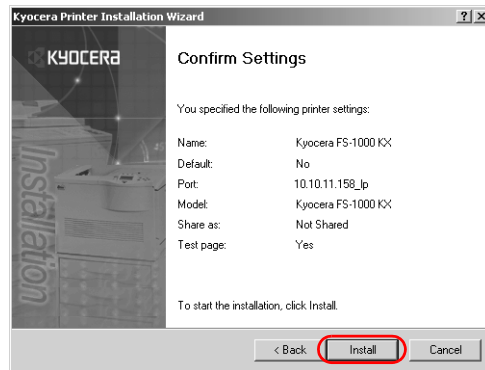 Kyocera Printer Installation Wizard
KYOCERA
Installation
Confirm Settings
You specified the following printer settings:
Name: Kyocera FS-1000 KX
Default: No
Port: 10.10.11.158_lp
Model: Kyocera FS-1000 KX
Share as: Not Shared
Test page: Yes
To start the installation, click Install.
< Back Install Cancel